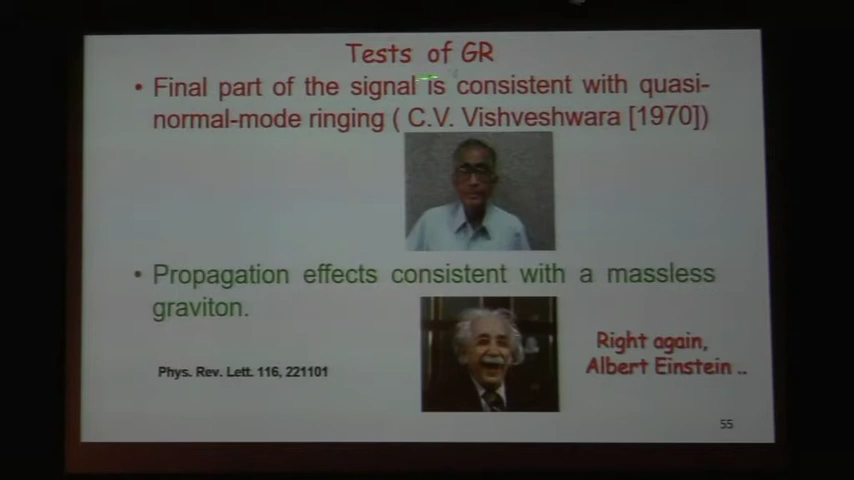 Tests of GR
• Final part of the signal is consistent with quasi-
normal-mode ringing ( C.V. Vishveshwara [1970])
• Propagation effects consistent with a massless
graviton.
Right again,
Albert Einstein ..
Phys. Rev. Lett. 116, 221101
55